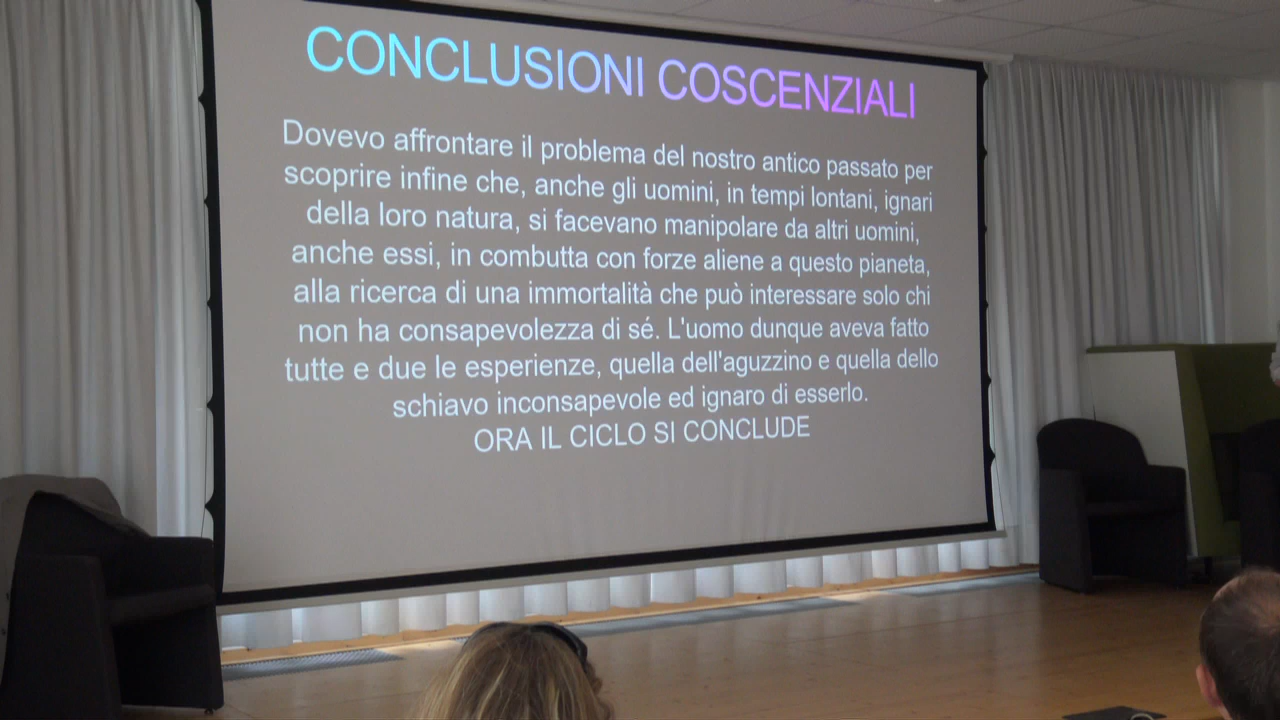 CONCLUSIONI COSCENZIALI
Dovevo affrontare il problema del nostro antico passato per
scoprire infine che, anche gli uomini, in tempi lontani, ignari
della loro natura, si facevano manipolare da altri uomini,
anche essi, in combutta con forze aliene a questo pianeta,
alla ricerca di una immortalità che può interessare solo chi
non ha consapevolezza di sé. L'uomo dunque aveva fatto
tutte e due le esperienze, quella dell'aguzzino e quella dello
schiavo inconsapevole ed ignaro di esserlo.
ORA IL CICLO SI CONCLUDE